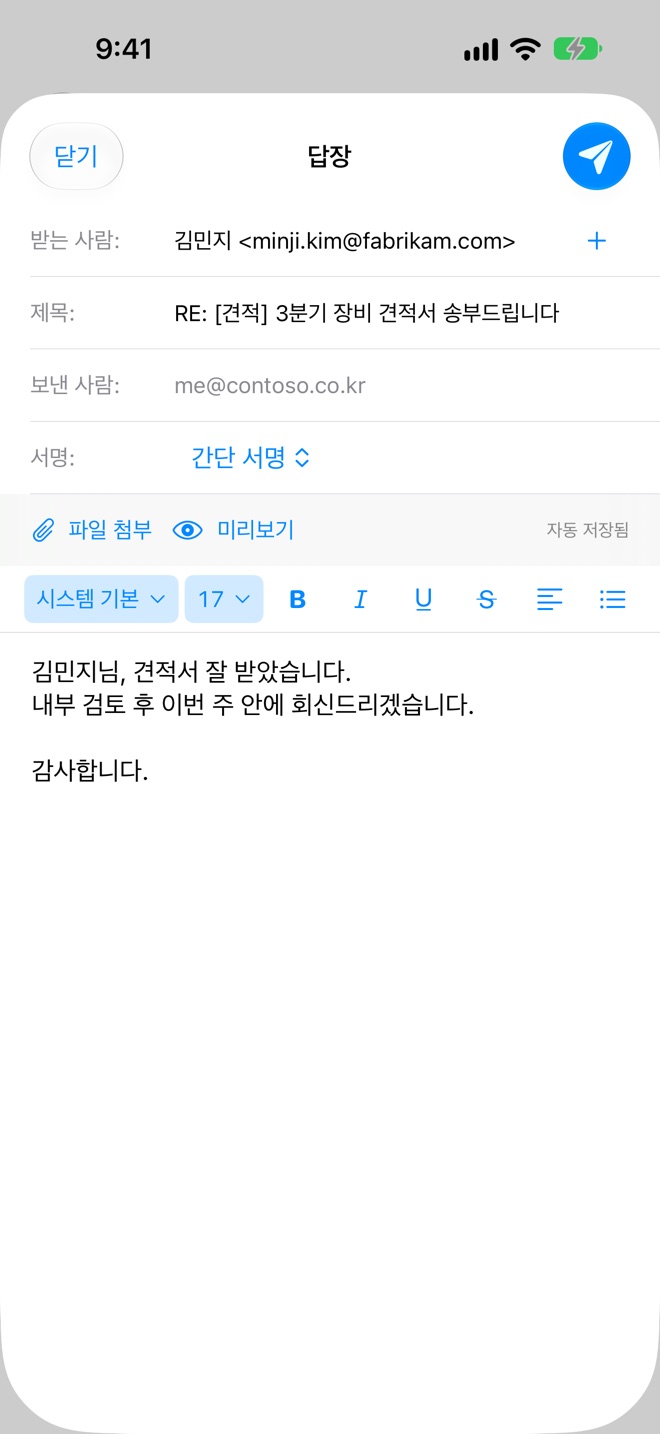 9:41
닫기
답장
받는 사람: 김민지 <minji.kim@fabrikam.com>
제목: RE: [견적] 3분기 장비 견적서 송부드립니다
보낸 사람: me@contoso.co.kr
서명: 간단 서명
파일 첨부 미리보기 자동 저장됨
시스템 기본 17 B I U S
김민지님, 견적서 잘 받았습니다.
내부 검토 후 이번 주 안에 회신드리겠습니다.
감사합니다.